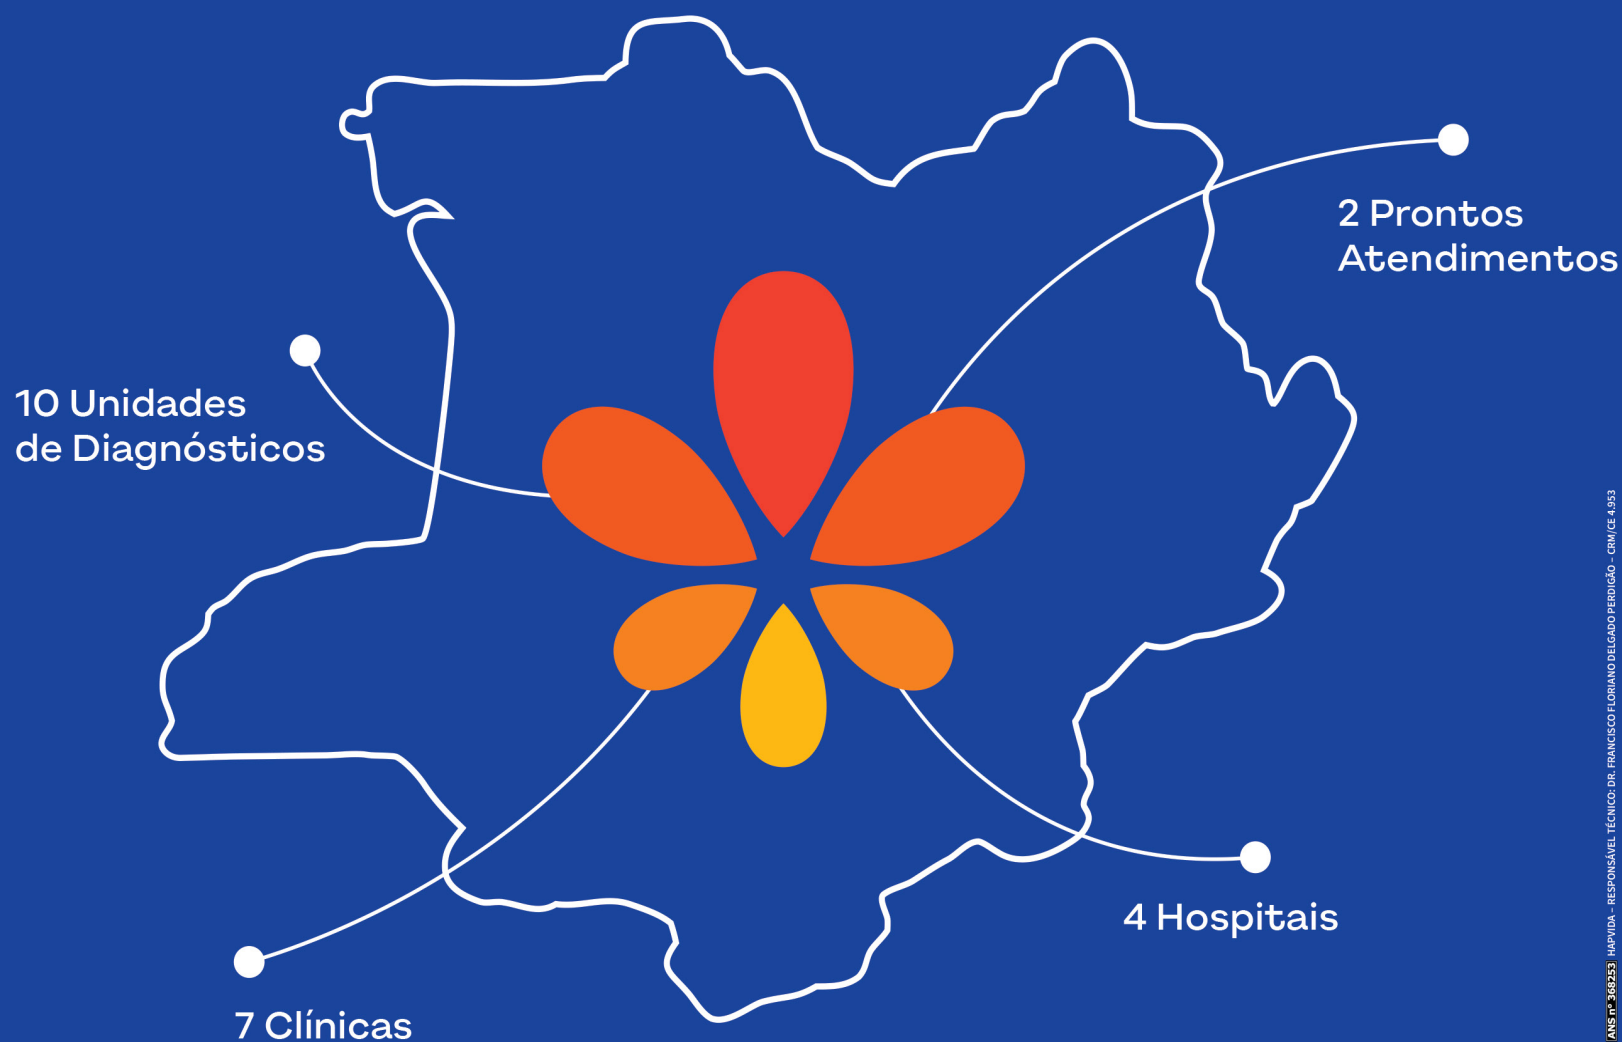 2 Prontos
Atendimentos
10 Unidades
de Diagnósticos
4 Hospitais
7 Clínicas
ANS nº 368253 HAPVIDA – RESPONSÁVEL TÉCNICO: DR. FRANCISCO FLORIANO DELGADO PERDIGÃO – CRM/CE 4.953